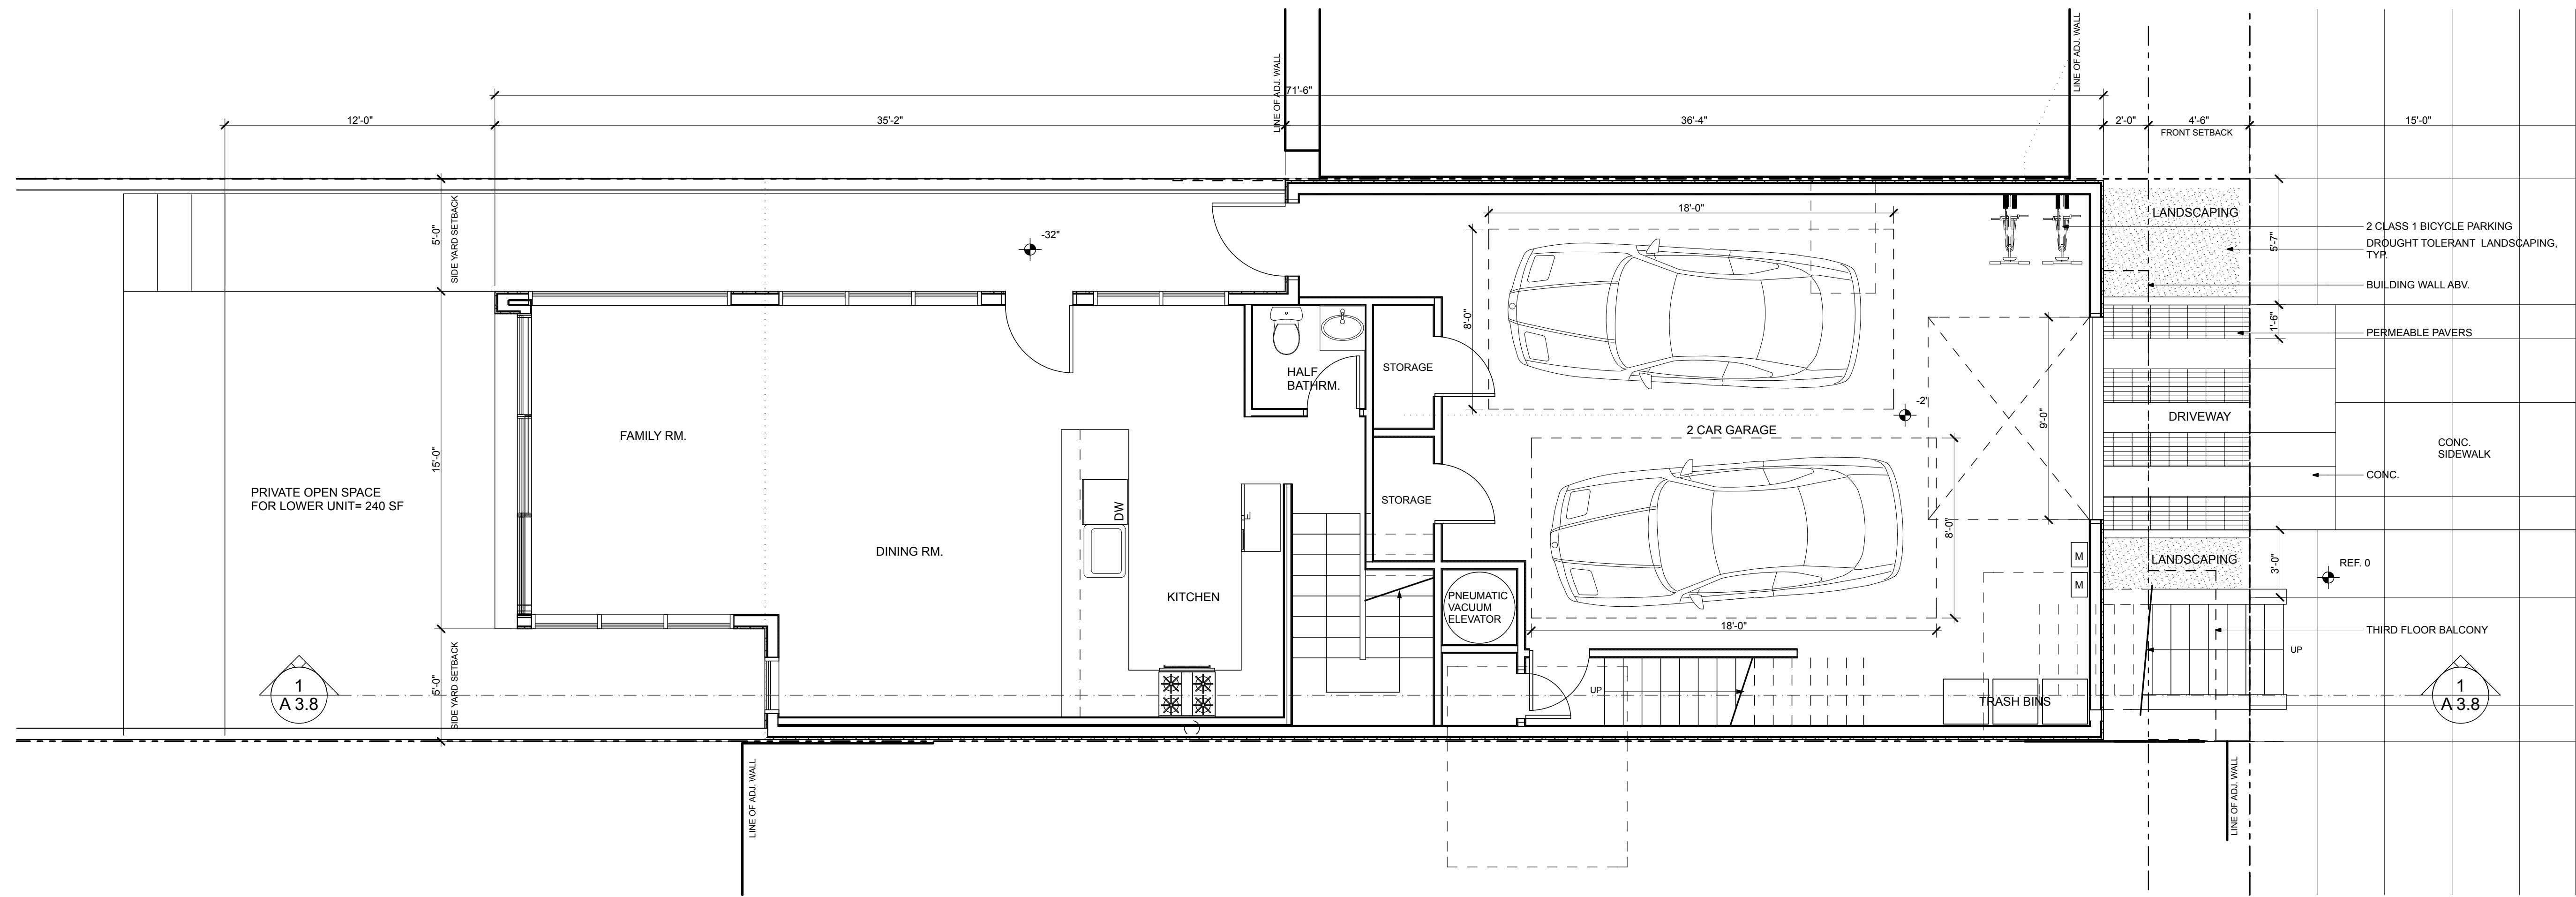 LINE OF ADJ. WALL
LINE OF ADJ. WALL
71'-6"
12'-0"
35'-2"
36'-4"
2'-0"
4'-6"
FRONT SETBACK
15'-0"
5'-0"
SIDE YARD SETBACK
-32"
18'-0"
8'-0"
LANDSCAPING
5'-7"
2 CLASS 1 BICYCLE PARKING
DROUGHT TOLERANT LANDSCAPING,
TYP.
BUILDING WALL ABV.
1'-6"
PERMEABLE PAVERS
HALF
BATHRM.
STORAGE
-2'
2 CAR GARAGE
9'-0"
DRIVEWAY
FAMILY RM.
15'-0"
CONC.
SIDEWALK
CONC.
PRIVATE OPEN SPACE
FOR LOWER UNIT= 240 SF
STORAGE
DW
8'-0"
DINING RM.
M
M
LANDSCAPING
3'-0"
REF. 0
KITCHEN
PNEUMATIC
VACUUM
ELEVATOR
18'-0"
THIRD FLOOR BALCONY
UP
5'-0"
SIDE YARD SETBACK
1
A 3.8
UP
TRASH BINS
1
A 3.8
LINE OF ADJ. WALL
LINE OF ADJ. WALL